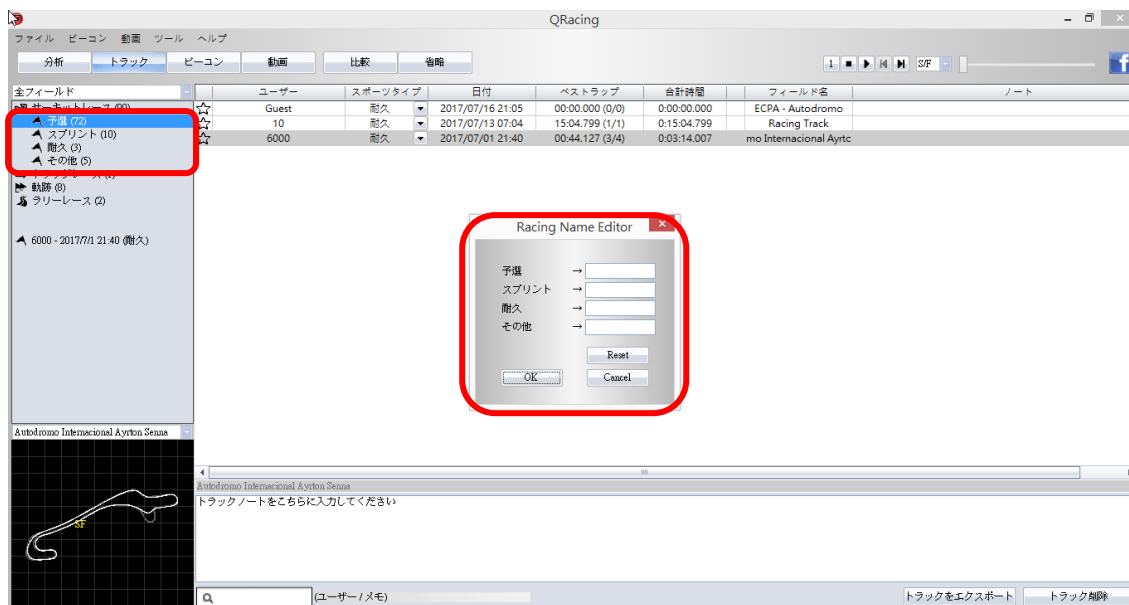 QRacing
ファイル ビーコン 動画 ツール ヘルプ
分析 トラック ビーコン 動画 比較 省略 1 S/F f
全フィールド ユーザー スポーツタイプ 日付 ベストラップ 合計時間 フィールド名 ノート
サーキットレース (90)
予選 (72)
スプリント (10)
耐久 (3)
その他 (5)
軌跡 (8)
ラリーレース (2)
6000 - 2017/7/1 21:40 (耐久)
Guest 耐久 2017/07/16 21:05 00:00.000 (0/0) 0:00:00.000 ECPA - Autodromo
10 耐久 2017/07/13 07:04 15:04.799 (1/1) 0:15:04.799 Racing Track
6000 耐久 2017/07/01 21:40 00:44.127 (3/4) 0:03:14.007 mo Internacional Ayrtc
Racing Name Editor
予選 →
スプリント →
耐久 →
その他 →
Reset
OK Cancel
Autodromo Internacional Ayrton Senna
SF
Autodromo Internacional Ayrton Senna
トラックノートをこちらに入力してください
(ユーザー / メモ) トラックをエクスポート トラック削除